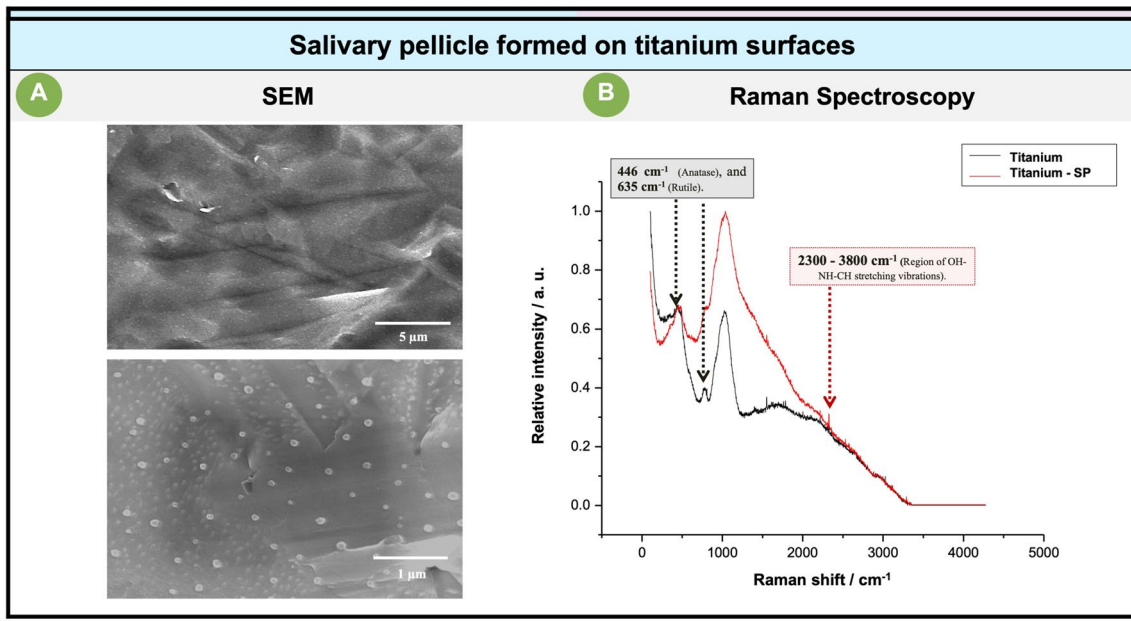 Salivary pellicle formed on titanium surfaces
A
SEM
B
Raman Spectroscopy
5 µm
1 µm
446 cm⁻¹ (Anatase), and
635 cm⁻¹ (Rutile).
Titanium
Titanium - SP
2300 - 3800 cm⁻¹ (Region of OH-
NH-CH stretching vibrations).
Relative intensity / a. u.
1.0
0.8
0.6
0.4
0.2
0.0
0 1000 2000 3000 4000 5000
Raman shift / cm⁻¹